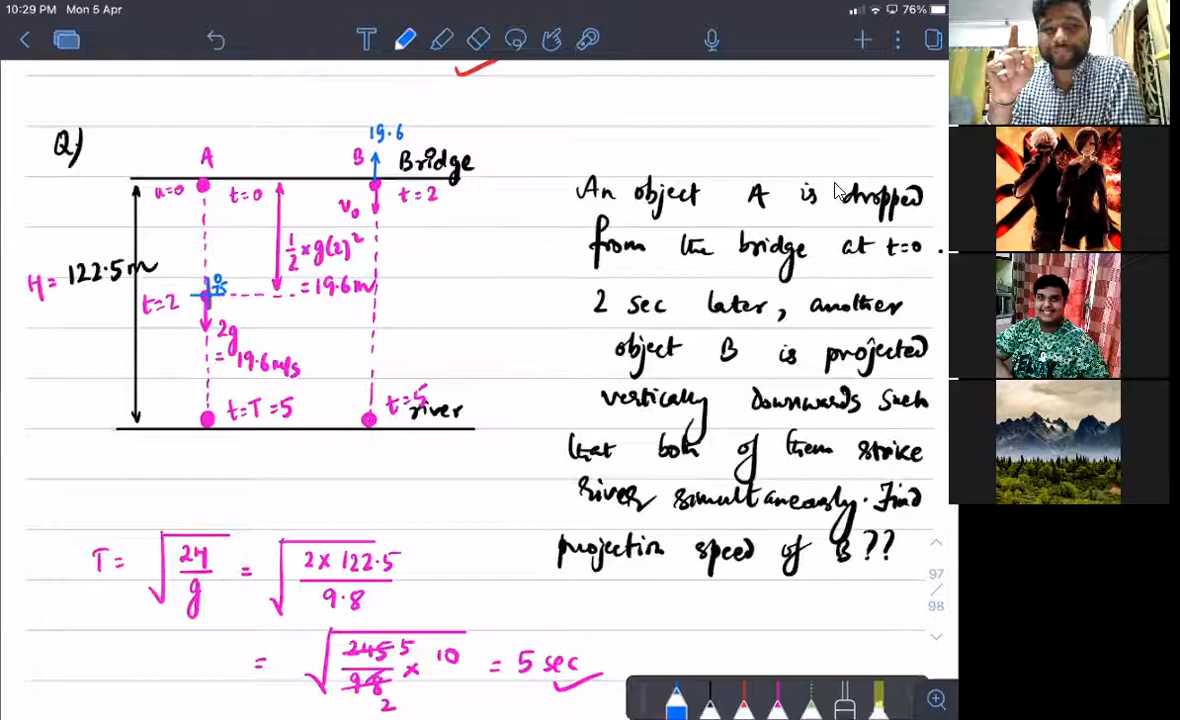 10:29 PM Mon 5 Apr
76%
Q)
19.6
A
B
Bridge
u=0
t=0
v₀
t=2
1/2 × g(2)²
= 19.6m
H = 122.5m
t=2
2g
= 19.6 m/s
t=T=5
t=5
river
An object A is dropped
from the bridge at t=0.
2 sec later, another
object B is projected
vertically downwards such
that both of them strike
river simultaneously. Find
projection speed of B??
T = √(2H/g) = √(2 × 122.5/9.8)
= √(245/98 × 10) = 5 sec
5
2
97
/
98